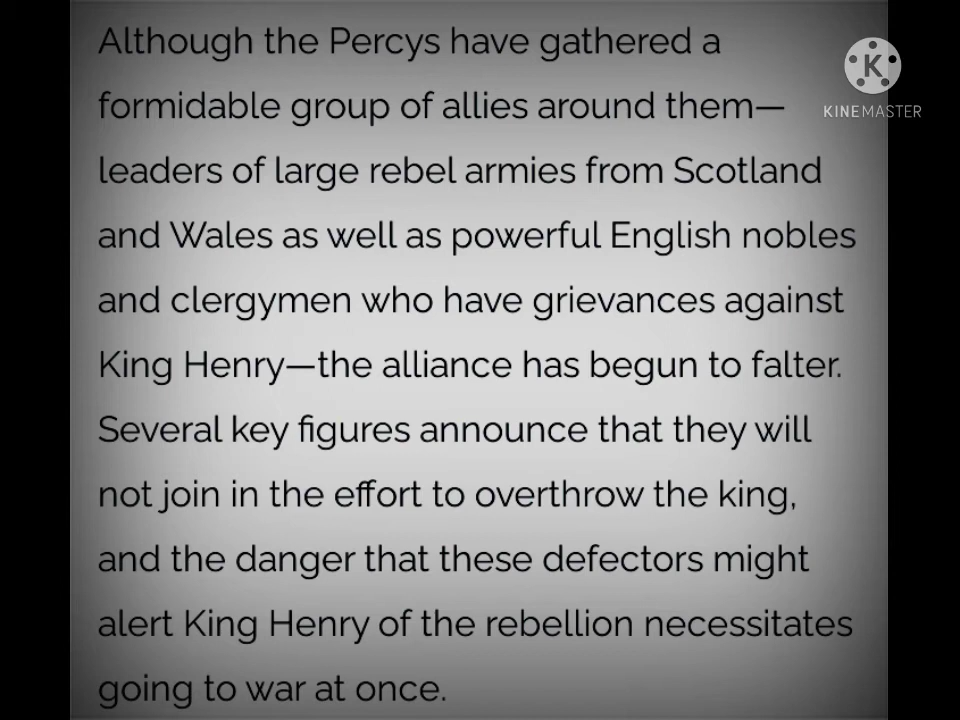 Although the Percys have gathered a
formidable group of allies around them—
leaders of large rebel armies from Scotland
and Wales as well as powerful English nobles
and clergymen who have grievances against
King Henry—the alliance has begun to falter.
Several key figures announce that they will
not join in the effort to overthrow the king,
and the danger that these defectors might
alert King Henry of the rebellion necessitates
going to war at once.
K
KINEMASTER